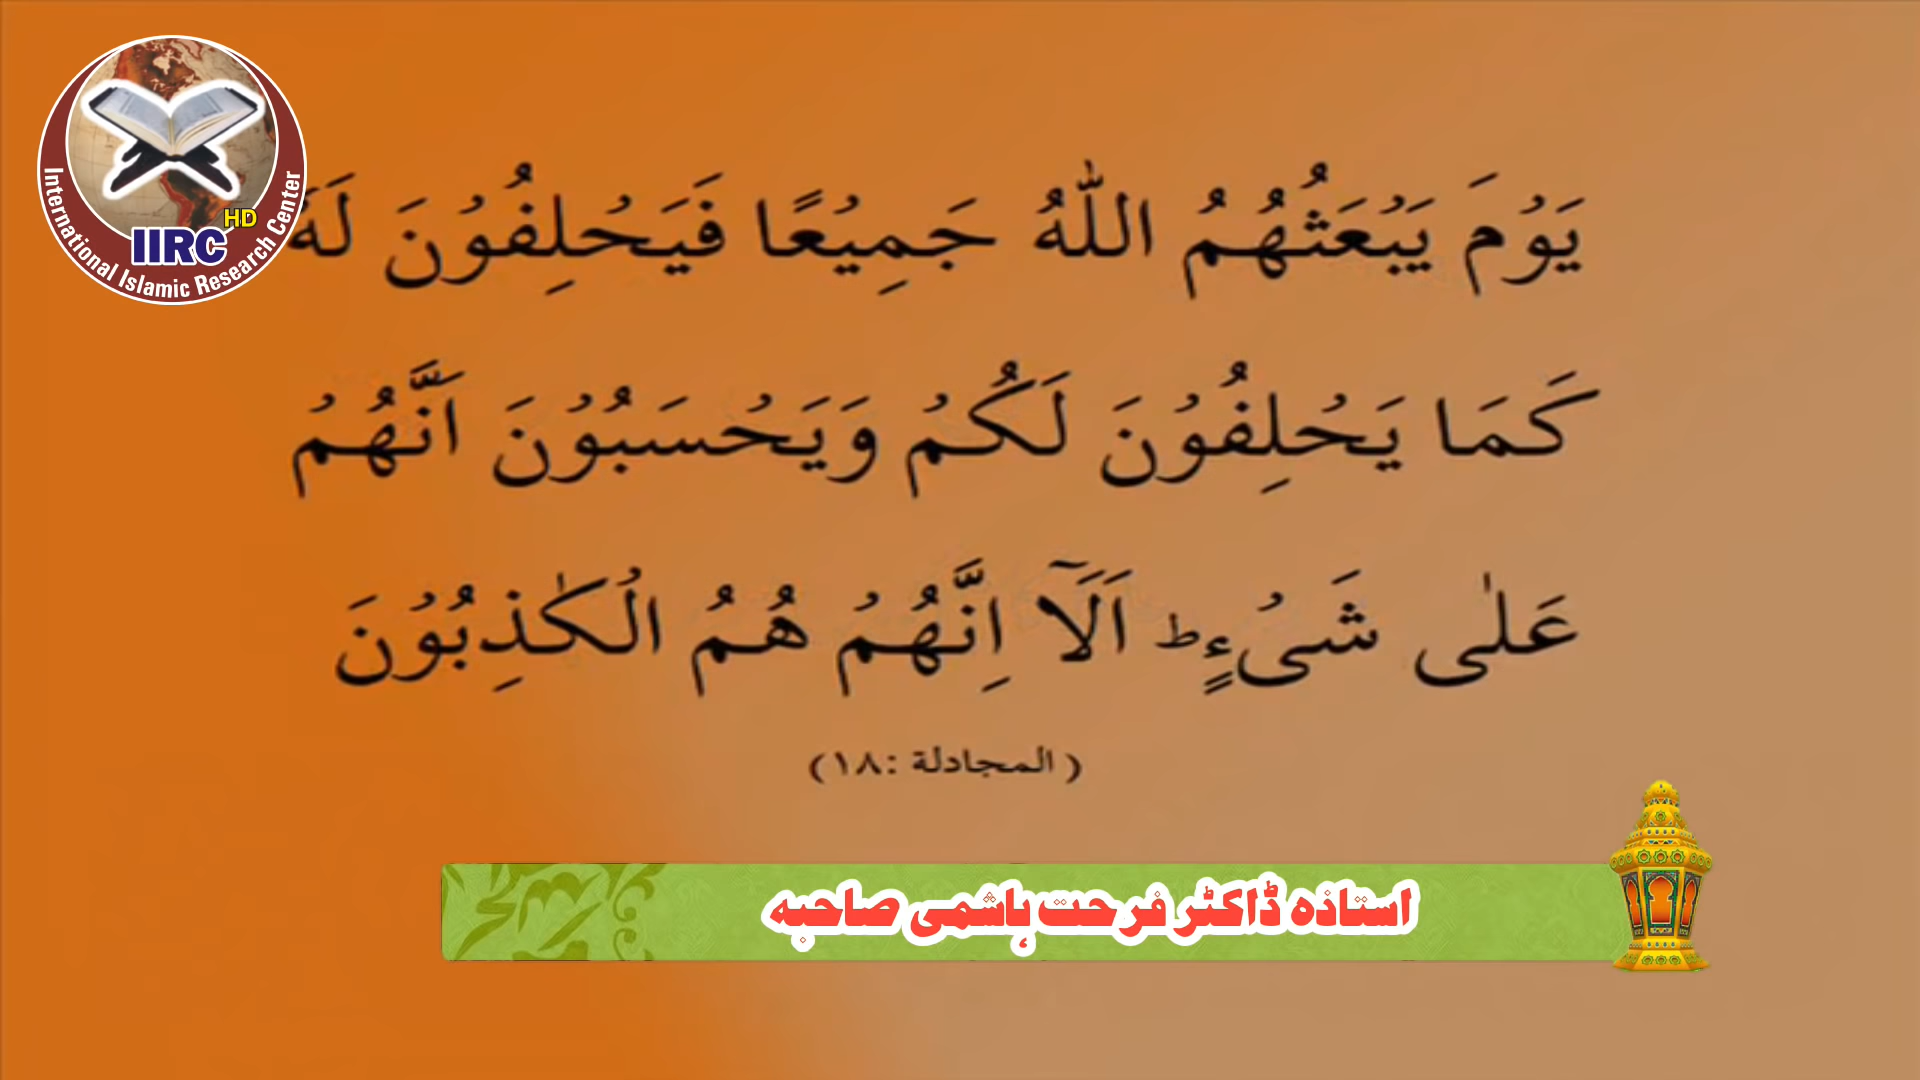 International Islamic Research Center
IIRC HD
يَوْمَ يَبْعَثُهُمُ اللّٰهُ جَمِيْعًا فَيَحْلِفُوْنَ لَهٗ
كَمَا يَحْلِفُوْنَ لَكُمْ وَيَحْسَبُوْنَ اَنَّهُمْ
عَلٰى شَىْءٍ ط اَلَآ اِنَّهُمْ هُمُ الْكٰذِبُوْنَ
( المجادلة :١٨)
استاذہ ڈاکٹر فرحت ہاشمی صاحبہ